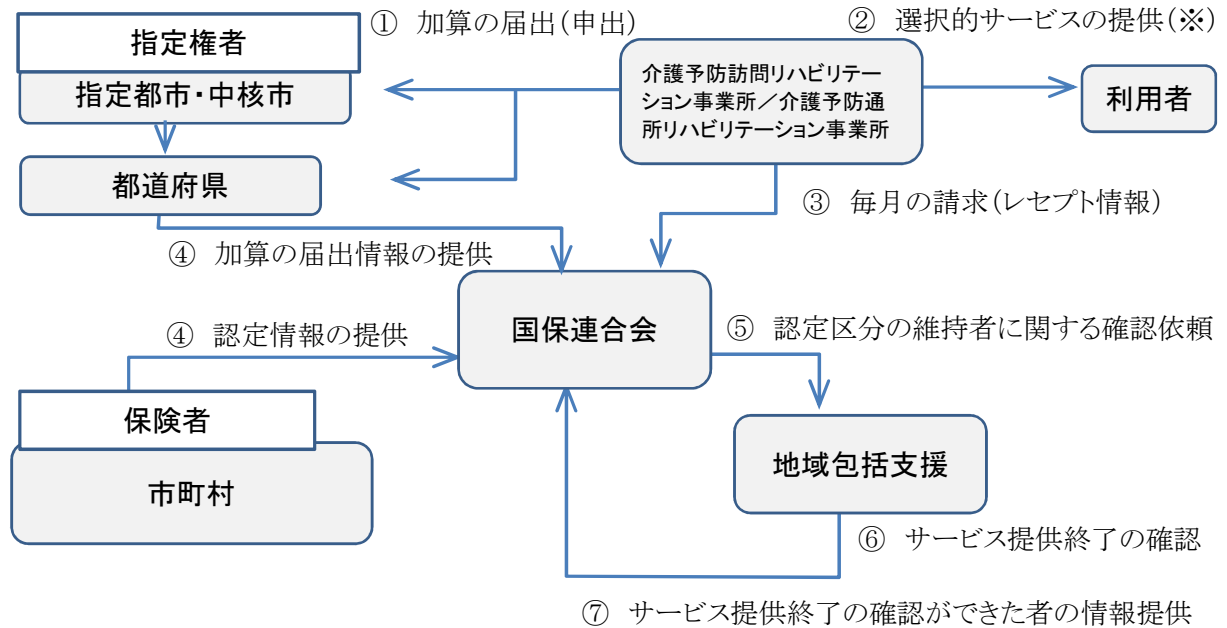 ① 加算の届出(申出)
② 選択的サービスの提供(※)
指定権者
指定都市・中核市
介護予防訪問リハビリテー
ション事業所／介護予防通
所リハビリテーション事業所
利用者
都道府県
③ 毎月の請求(レセプト情報)
④ 加算の届出情報の提供
国保連合会
④ 認定情報の提供
⑤ 認定区分の維持者に関する確認依頼
保険者
市町村
地域包括支援
⑥ サービス提供終了の確認
⑦ サービス提供終了の確認ができた者の情報提供